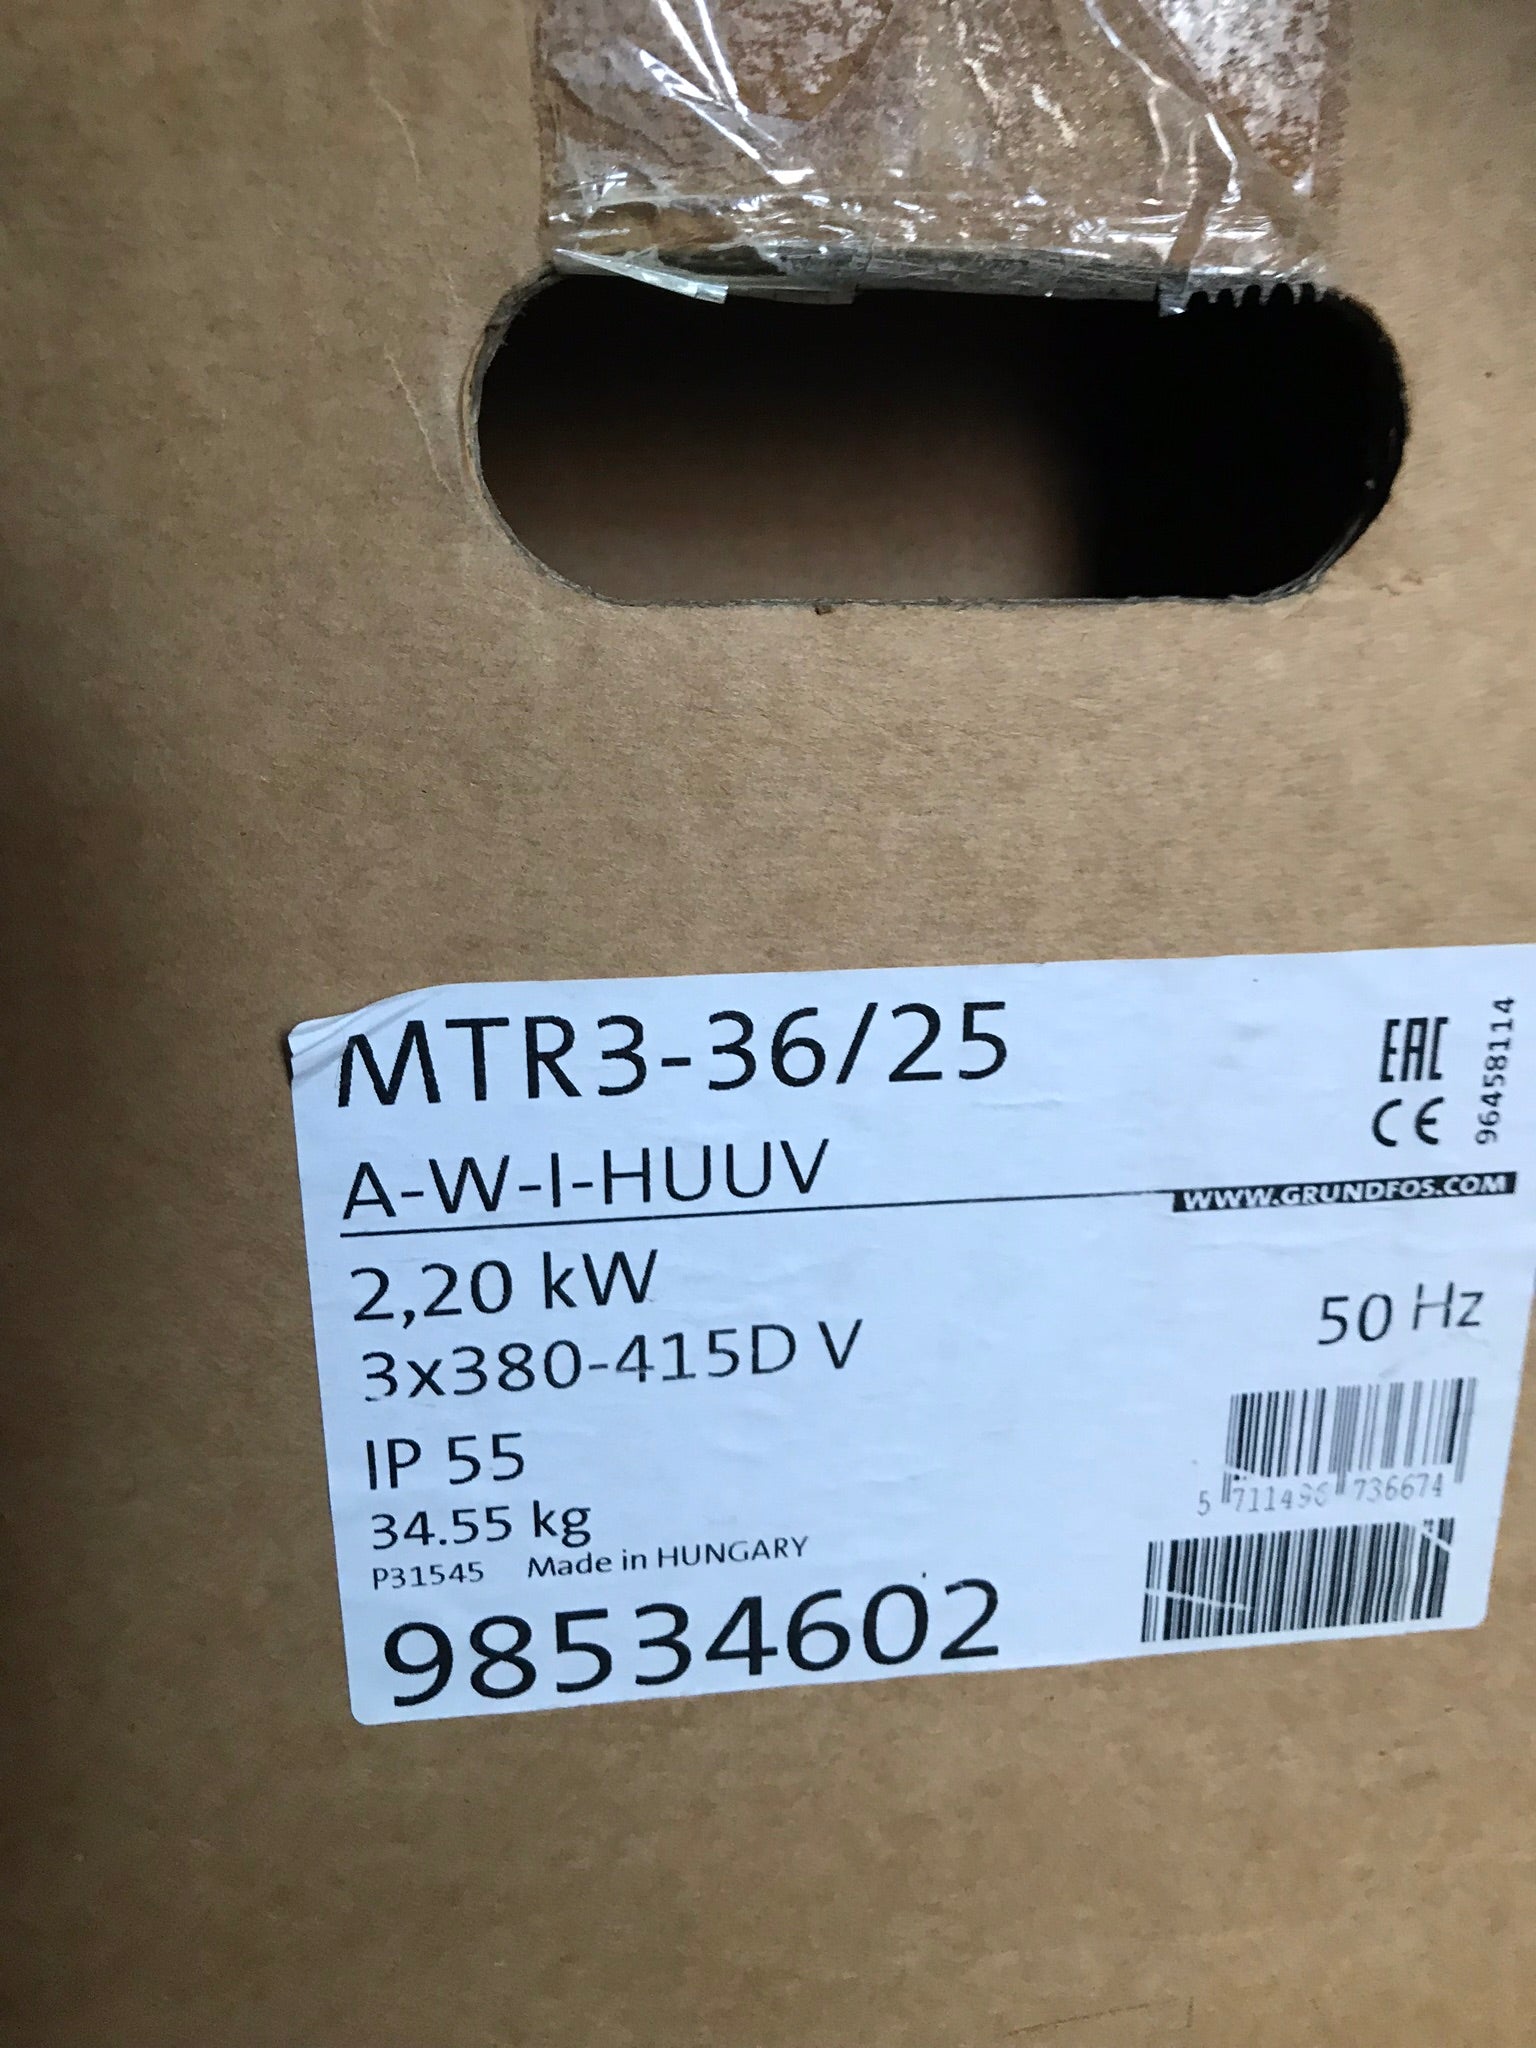 MTR3-36/25
A-W-I-HUUV
EAC
CE
96458114
WWW.GRUNDFOS.COM
2,20 kW
50 Hz
3x380-415D V
IP 55
34.55 kg
P31545 Made in HUNGARY
5 711496 736674
98534602